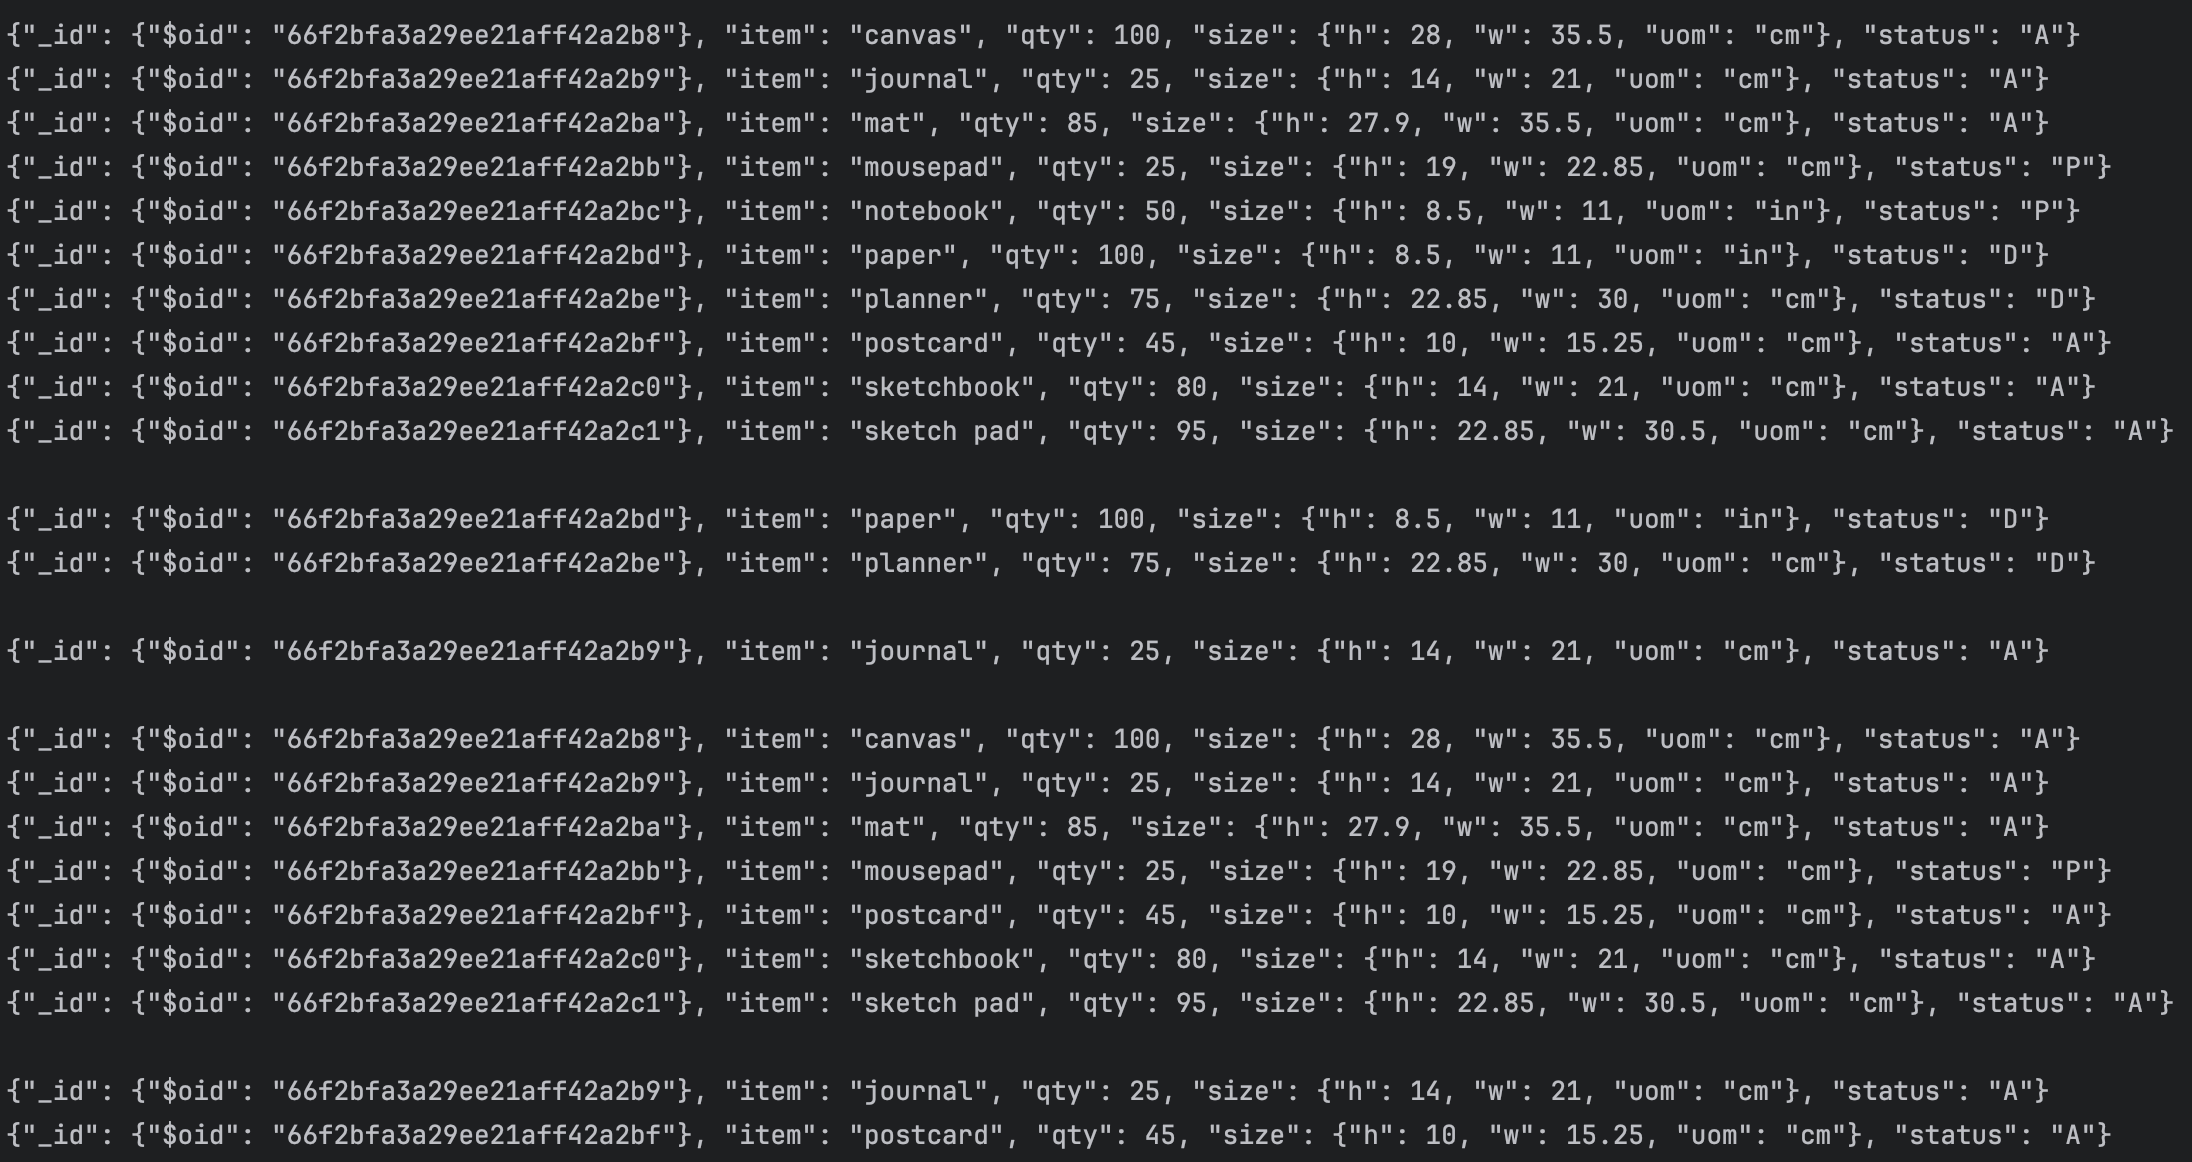 {"_id": {"$oid": "66f2bfa3a29ee21aff42a2b8"}, "item": "canvas", "qty": 100, "size": {"h": 28, "w": 35.5, "uom": "cm"}, "status": "A"}
{"_id": {"$oid": "66f2bfa3a29ee21aff42a2b9"}, "item": "journal", "qty": 25, "size": {"h": 14, "w": 21, "uom": "cm"}, "status": "A"}
{"_id": {"$oid": "66f2bfa3a29ee21aff42a2ba"}, "item": "mat", "qty": 85, "size": {"h": 27.9, "w": 35.5, "uom": "cm"}, "status": "A"}
{"_id": {"$oid": "66f2bfa3a29ee21aff42a2bb"}, "item": "mousepad", "qty": 25, "size": {"h": 19, "w": 22.85, "uom": "cm"}, "status": "P"}
{"_id": {"$oid": "66f2bfa3a29ee21aff42a2bc"}, "item": "notebook", "qty": 50, "size": {"h": 8.5, "w": 11, "uom": "in"}, "status": "P"}
{"_id": {"$oid": "66f2bfa3a29ee21aff42a2bd"}, "item": "paper", "qty": 100, "size": {"h": 8.5, "w": 11, "uom": "in"}, "status": "D"}
{"_id": {"$oid": "66f2bfa3a29ee21aff42a2be"}, "item": "planner", "qty": 75, "size": {"h": 22.85, "w": 30, "uom": "cm"}, "status": "D"}
{"_id": {"$oid": "66f2bfa3a29ee21aff42a2bf"}, "item": "postcard", "qty": 45, "size": {"h": 10, "w": 15.25, "uom": "cm"}, "status": "A"}
{"_id": {"$oid": "66f2bfa3a29ee21aff42a2c0"}, "item": "sketchbook", "qty": 80, "size": {"h": 14, "w": 21, "uom": "cm"}, "status": "A"}
{"_id": {"$oid": "66f2bfa3a29ee21aff42a2c1"}, "item": "sketch pad", "qty": 95, "size": {"h": 22.85, "w": 30.5, "uom": "cm"}, "status": "A"}

{"_id": {"$oid": "66f2bfa3a29ee21aff42a2bd"}, "item": "paper", "qty": 100, "size": {"h": 8.5, "w": 11, "uom": "in"}, "status": "D"}
{"_id": {"$oid": "66f2bfa3a29ee21aff42a2be"}, "item": "planner", "qty": 75, "size": {"h": 22.85, "w": 30, "uom": "cm"}, "status": "D"}

{"_id": {"$oid": "66f2bfa3a29ee21aff42a2b9"}, "item": "journal", "qty": 25, "size": {"h": 14, "w": 21, "uom": "cm"}, "status": "A"}

{"_id": {"$oid": "66f2bfa3a29ee21aff42a2b8"}, "item": "canvas", "qty": 100, "size": {"h": 28, "w": 35.5, "uom": "cm"}, "status": "A"}
{"_id": {"$oid": "66f2bfa3a29ee21aff42a2b9"}, "item": "journal", "qty": 25, "size": {"h": 14, "w": 21, "uom": "cm"}, "status": "A"}
{"_id": {"$oid": "66f2bfa3a29ee21aff42a2ba"}, "item": "mat", "qty": 85, "size": {"h": 27.9, "w": 35.5, "uom": "cm"}, "status": "A"}
{"_id": {"$oid": "66f2bfa3a29ee21aff42a2bb"}, "item": "mousepad", "qty": 25, "size": {"h": 19, "w": 22.85, "uom": "cm"}, "status": "P"}
{"_id": {"$oid": "66f2bfa3a29ee21aff42a2bf"}, "item": "postcard", "qty": 45, "size": {"h": 10, "w": 15.25, "uom": "cm"}, "status": "A"}
{"_id": {"$oid": "66f2bfa3a29ee21aff42a2c0"}, "item": "sketchbook", "qty": 80, "size": {"h": 14, "w": 21, "uom": "cm"}, "status": "A"}
{"_id": {"$oid": "66f2bfa3a29ee21aff42a2c1"}, "item": "sketch pad", "qty": 95, "size": {"h": 22.85, "w": 30.5, "uom": "cm"}, "status": "A"}

{"_id": {"$oid": "66f2bfa3a29ee21aff42a2b9"}, "item": "journal", "qty": 25, "size": {"h": 14, "w": 21, "uom": "cm"}, "status": "A"}
{"_id": {"$oid": "66f2bfa3a29ee21aff42a2bf"}, "item": "postcard", "qty": 45, "size": {"h": 10, "w": 15.25, "uom": "cm"}, "status": "A"}